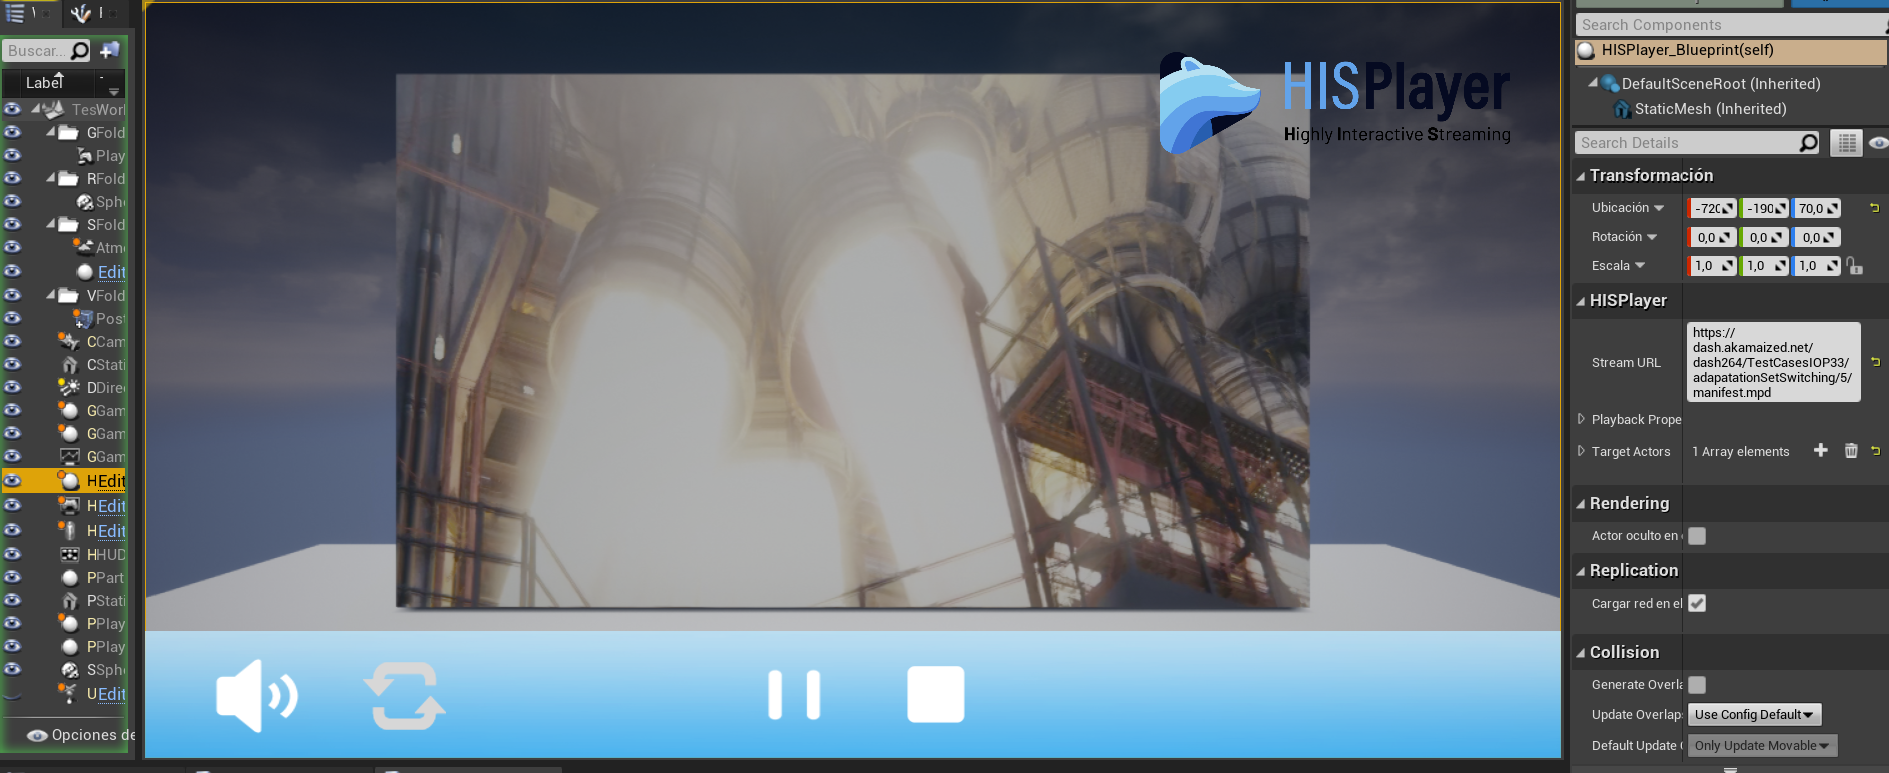 Buscar...
Label
TesWorl
GFold
Play
RFold
Sphe
SFold
Atmo
Edit
VFold
Post
CCam
CStati
DDirec
GGam
GGam
GGam
HEdit
HEdit
HEdit
HHUD
PPart
PStati
PPlay
PPlay
SSphe
UEdit
Opciones de
HISPlayer
Highly Interactive Streaming
Search Components
HISPlayer_Blueprint(self)
DefaultSceneRoot (Inherited)
StaticMesh (Inherited)
Search Details
Transformación
Ubicación -720 -190 70,0
Rotación 0,0 0,0 0,0
Escala 1,0 1,0 1,0
HISPlayer
Stream URL
https://
dash.akamaized.net/
dash264/TestCasesIOP33/
adapatationSetSwitching/5/
manifest.mpd
Playback Prope
Target Actors 1 Array elements
Rendering
Actor oculto en
Replication
Cargar red en el
Collision
Generate Overla
Update Overlap: Use Config Default
Default Update Only Update Movable